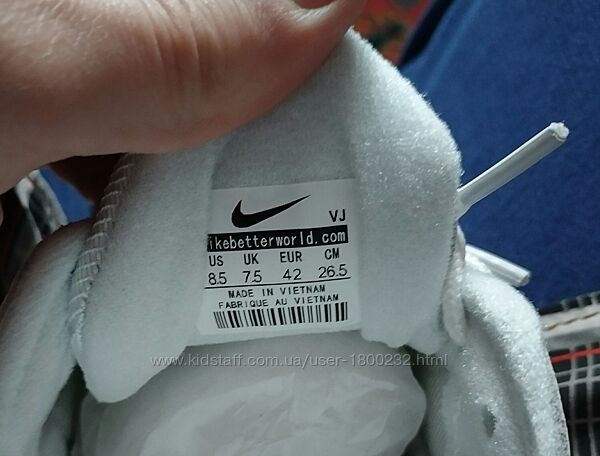 VJ
ikebetterworld.com
US UK EUR CM
8.5 7.5 42 26.5
MADE IN VIETNAM
FABRIQUE AU VIETNAM
www.kidstaff.com.ua/user-1800232.html